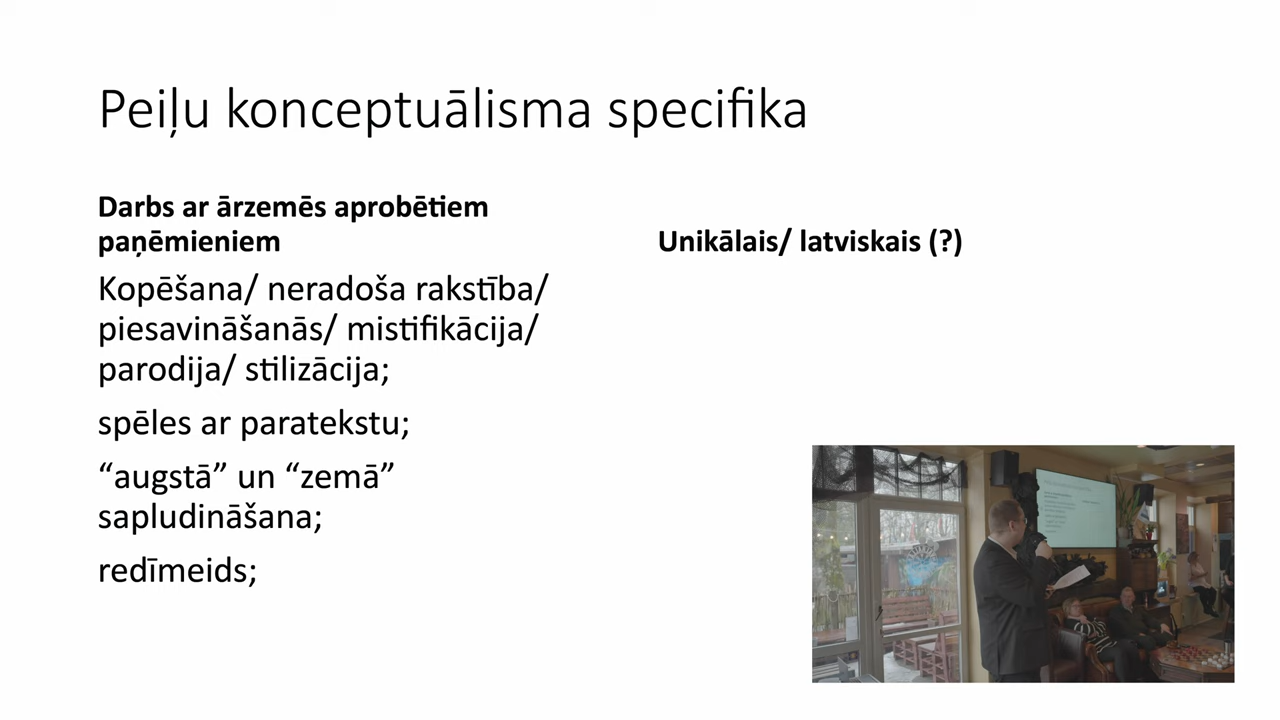 Peiļu konceptuālisma specifika
Darbs ar ārzemēs aprobētiem
paņēmieniem
Kopēšana/ neradoša rakstība/
piesavināšanās/ mistifikācija/
parodija/ stilizācija;
spēles ar paratekstu;
“augstā” un “zemā”
sapludināšana;
redīmeids;
Unikālais/ latviskais (?)